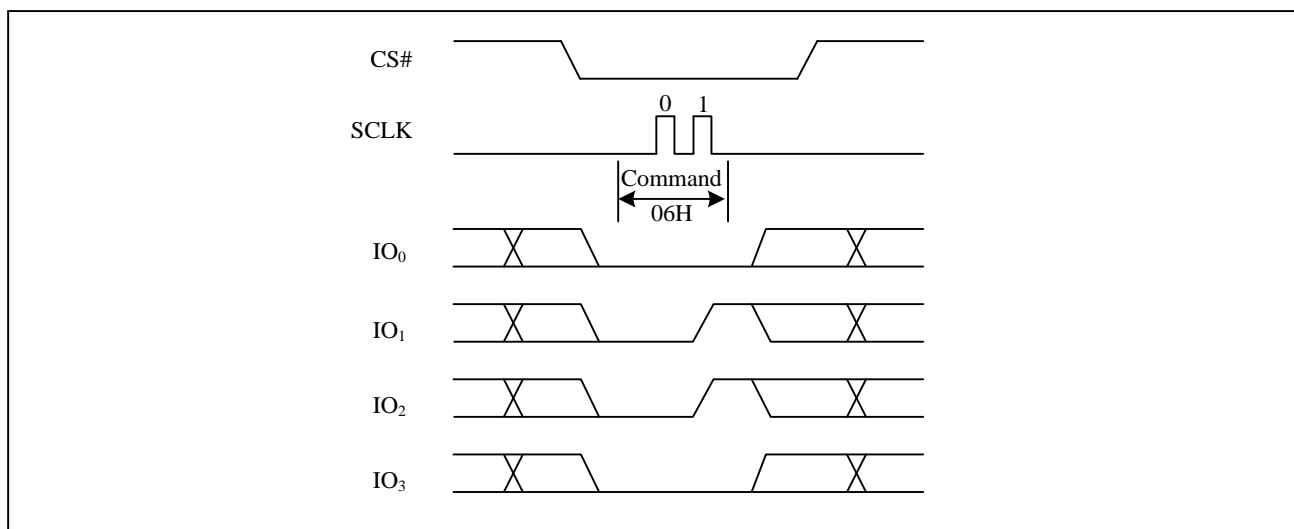 CS#
0 1
SCLK
Command
06H
IO₀
IO₁
IO₂
IO₃